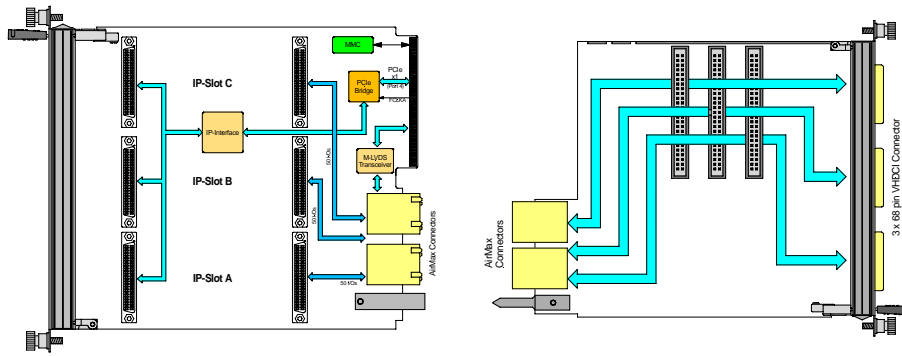 MMC
IP-Slot C
PCIe
x1
(Port 4)
PCIe
Bridge
FCLKA
IP-Interface
50 I/Os
M-LVDS
Transceiver
IP-Slot B
50 I/Os
AirMax Connectors
IP-Slot A
50 I/Os
3 x 68 pin VHDCI Connector
AirMax
Connectors